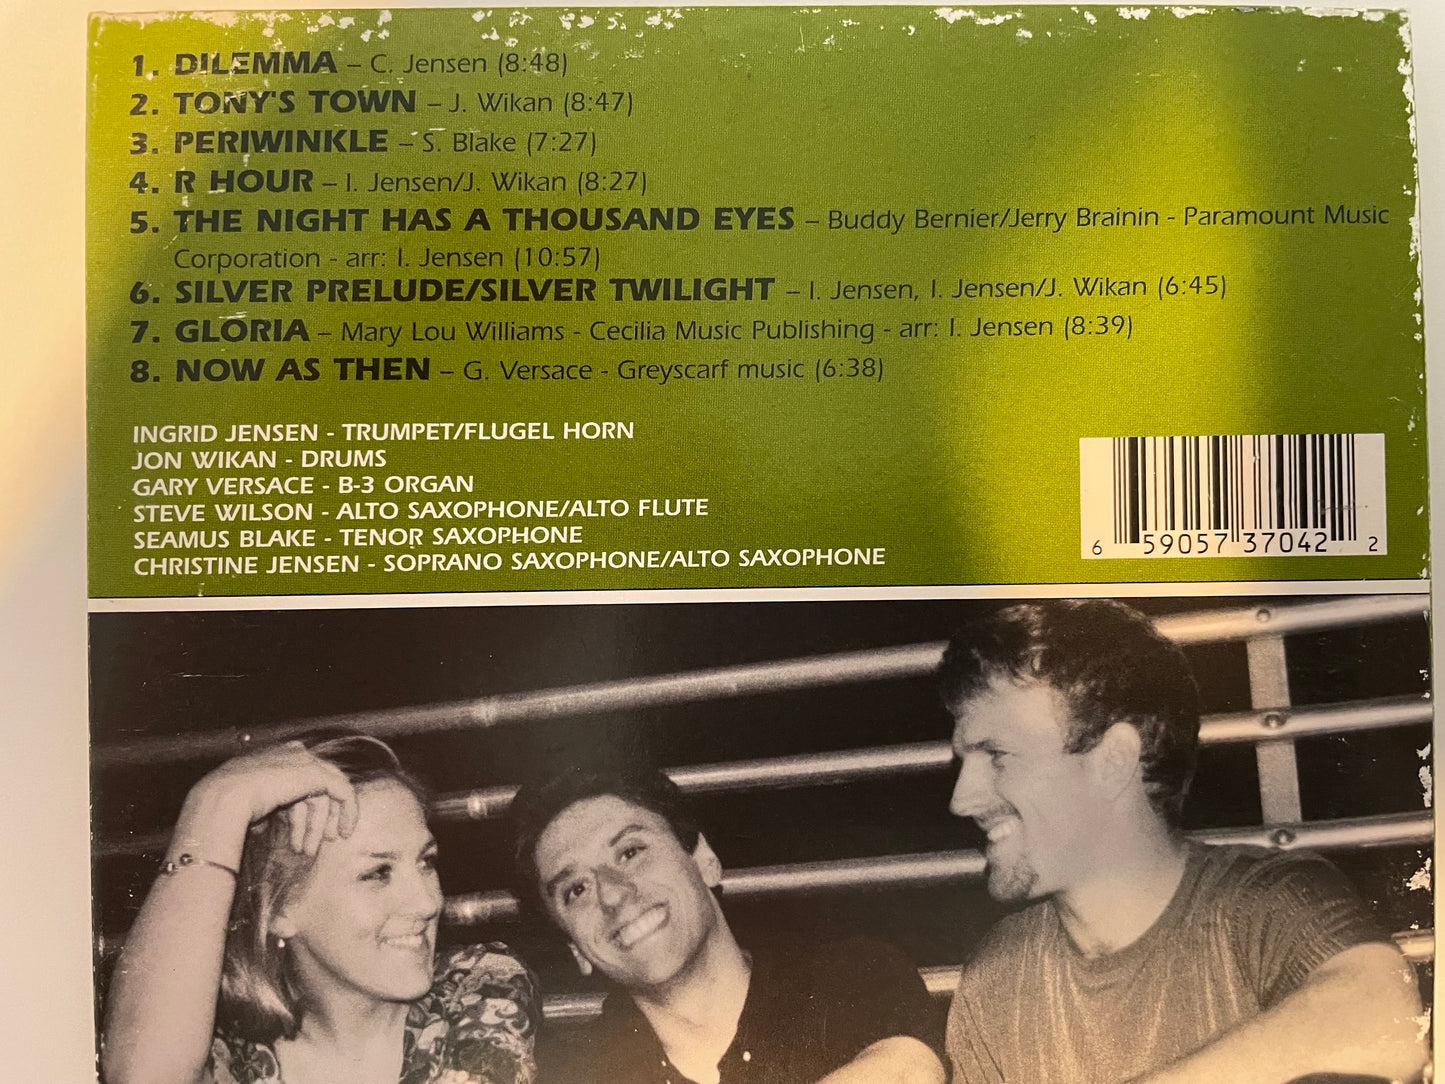 1. DILEMMA – C. Jensen (8:48)
2. TONY'S TOWN – J. Wikan (8:47)
3. PERIWINKLE – S. Blake (7:27)
4. R HOUR – I. Jensen/J. Wikan (8:27)
5. THE NIGHT HAS A THOUSAND EYES – Buddy Bernier/Jerry Brainin - Paramount Music
Corporation - arr: I. Jensen (10:57)
6. SILVER PRELUDE/SILVER TWILIGHT – I. Jensen, I. Jensen/J. Wikan (6:45)
7. GLORIA – Mary Lou Williams - Cecilia Music Publishing - arr: I. Jensen (8:39)
8. NOW AS THEN – G. Versace - Greyscarf music (6:38)
INGRID JENSEN - TRUMPET/FLUGEL HORN
JON WIKAN - DRUMS
GARY VERSACE - B-3 ORGAN
STEVE WILSON - ALTO SAXOPHONE/ALTO FLUTE
SEAMUS BLAKE - TENOR SAXOPHONE
CHRISTINE JENSEN - SOPRANO SAXOPHONE/ALTO SAXOPHONE
6 59057 37042 2